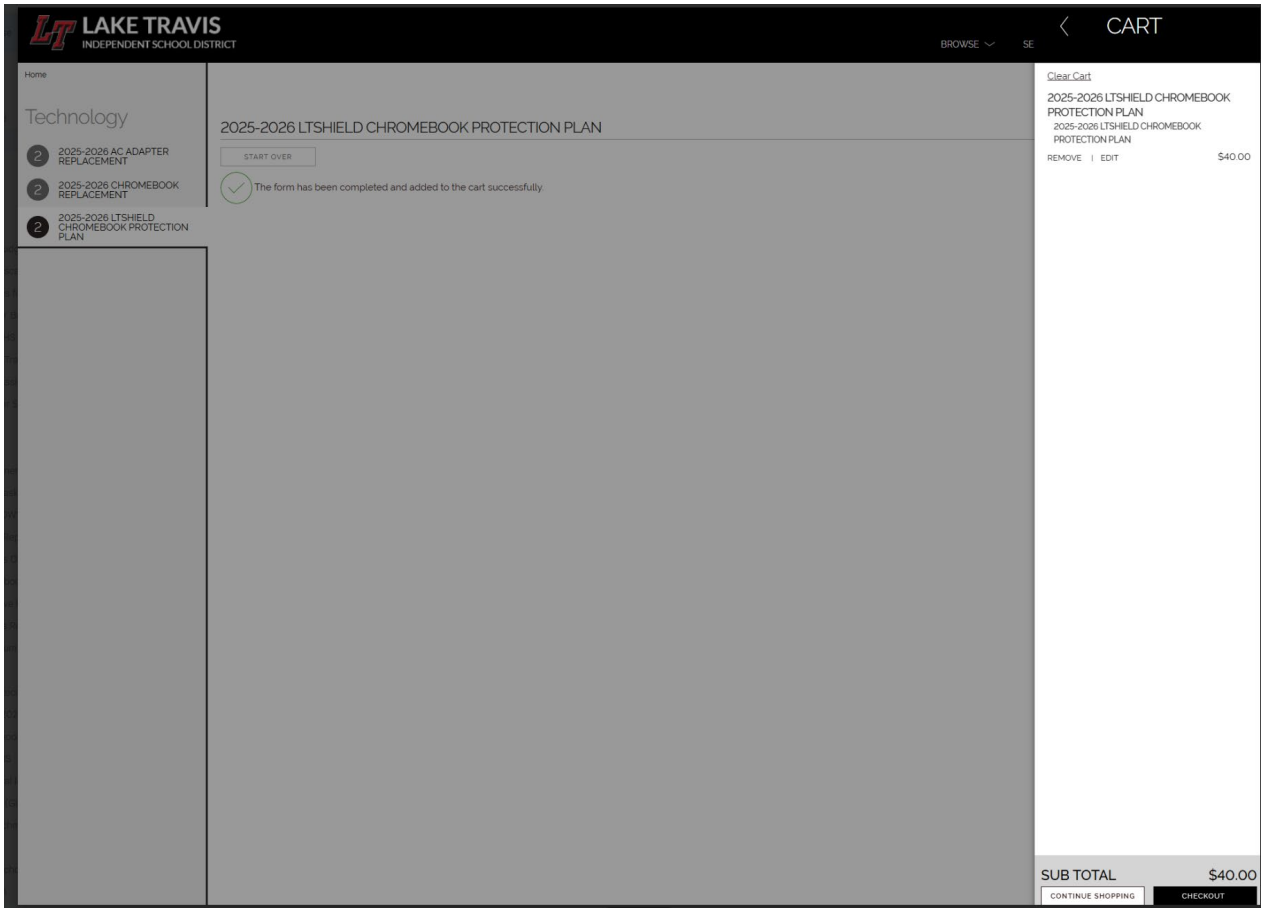 LT LAKE TRAVIS
INDEPENDENT SCHOOL DISTRICT
BROWSE
SE
CART
Home
Technology
2 2025-2026 AC ADAPTER
REPLACEMENT
2 2025-2026 CHROMEBOOK
REPLACEMENT
2 2025-2026 LTSHIELD
CHROMEBOOK PROTECTION
PLAN
2025-2026 LTSHIELD CHROMEBOOK PROTECTION PLAN
START OVER
The form has been completed and added to the cart successfully.
Clear Cart
2025-2026 LTSHIELD CHROMEBOOK
PROTECTION PLAN
2025-2026 LTSHIELD CHROMEBOOK
PROTECTION PLAN
REMOVE | EDIT $40.00
SUB TOTAL $40.00
CONTINUE SHOPPING CHECKOUT